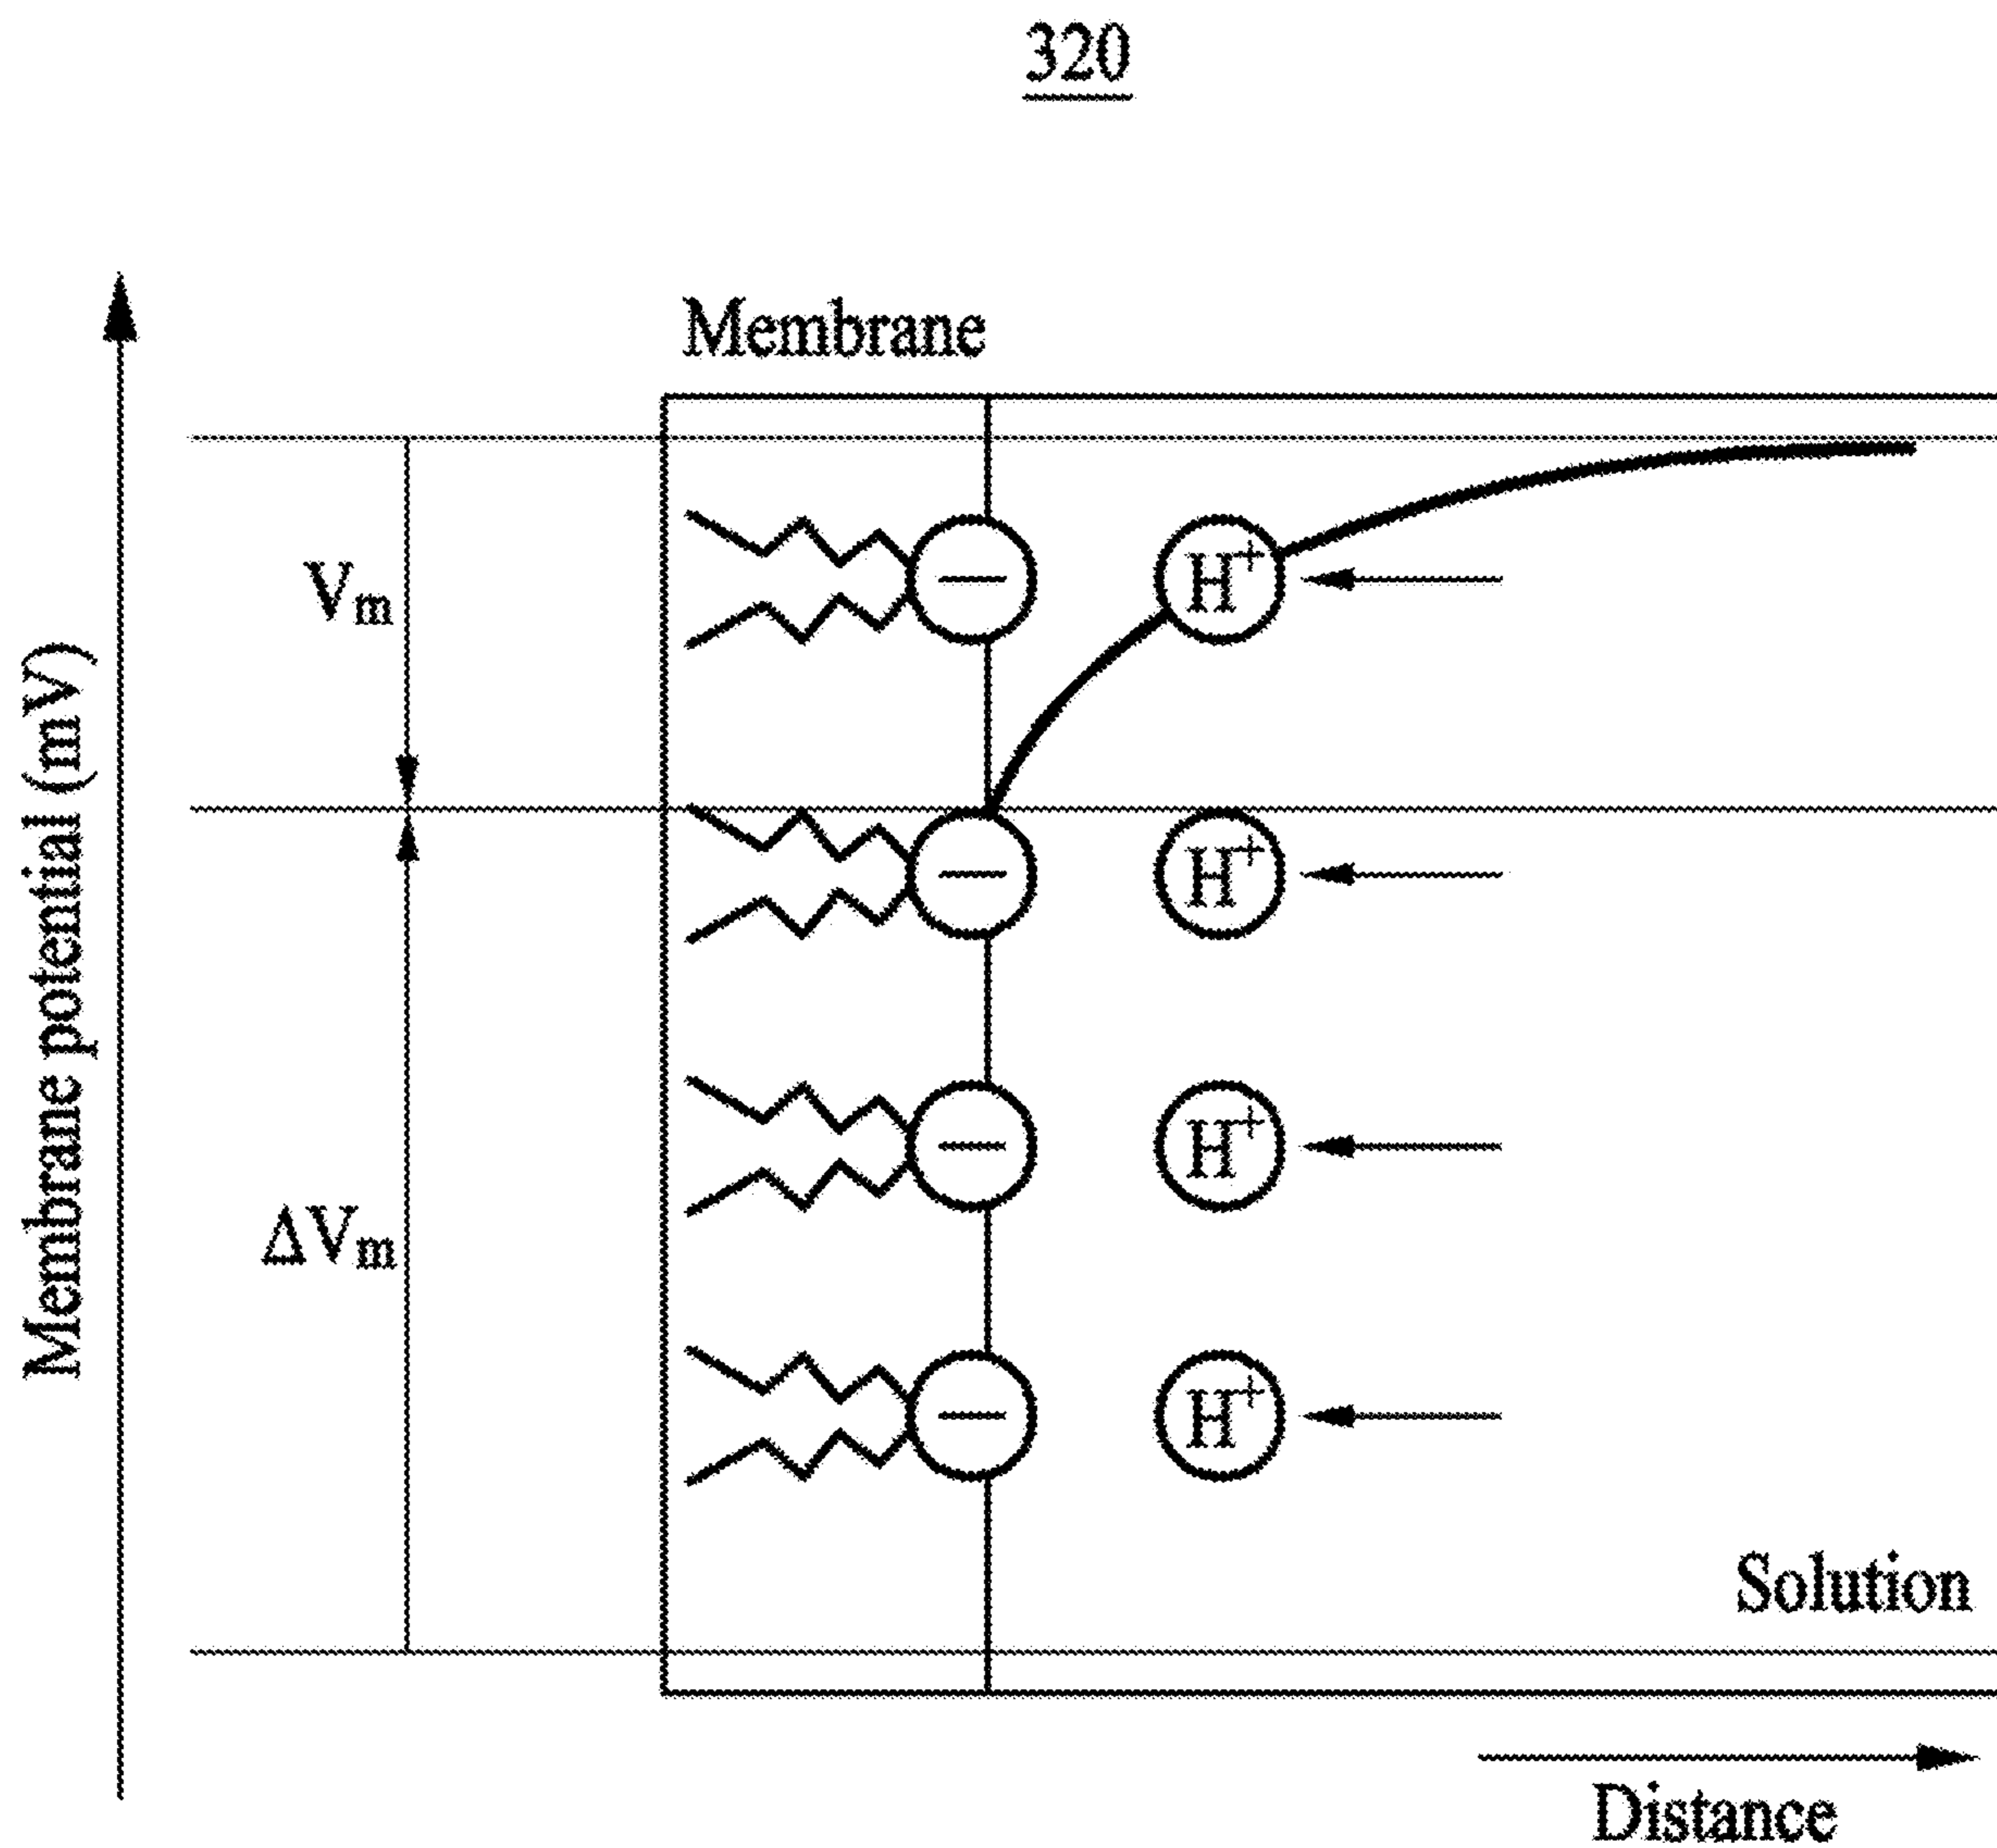 320
Membrane
Membrane potential (mV)
Vm
ΔVm
−
H+
−
H+
−
H+
−
H+
Solution
Distance